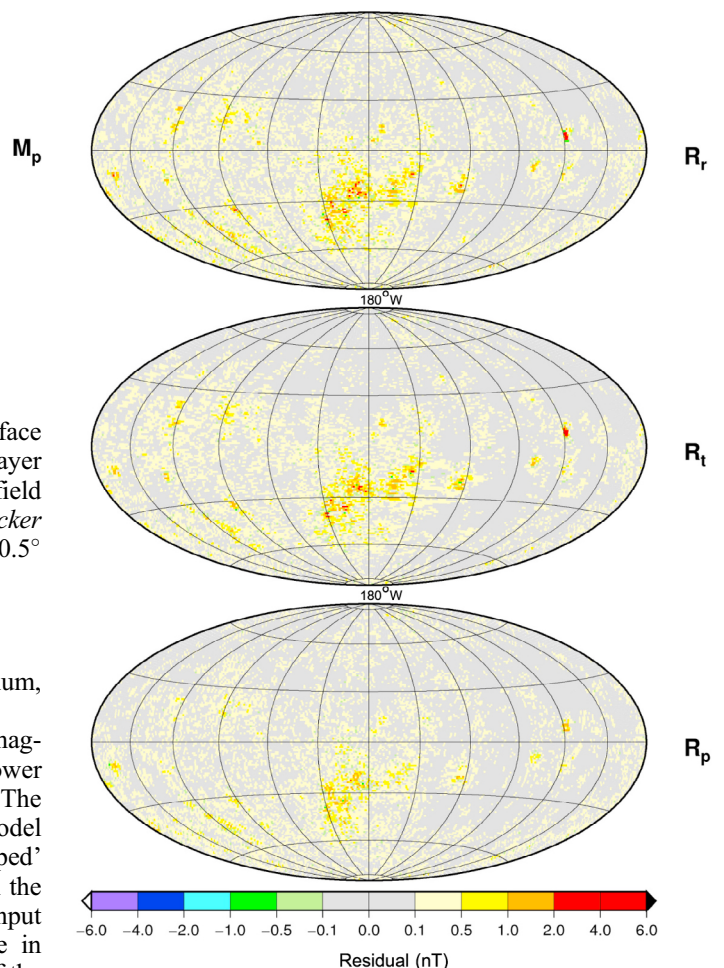 M_p
R_r
180°W
face
ayer
field
R_t
cker
0.5°
180°W
um,
nag-
R_p
ower
The
odel
ped'
the
nput
e in
−6.0 −4.0 −2.0 −1.0 −0.5 −0.1 0.0 0.1 0.5 1.0 2.0 4.0 6.0
Residual (nT)